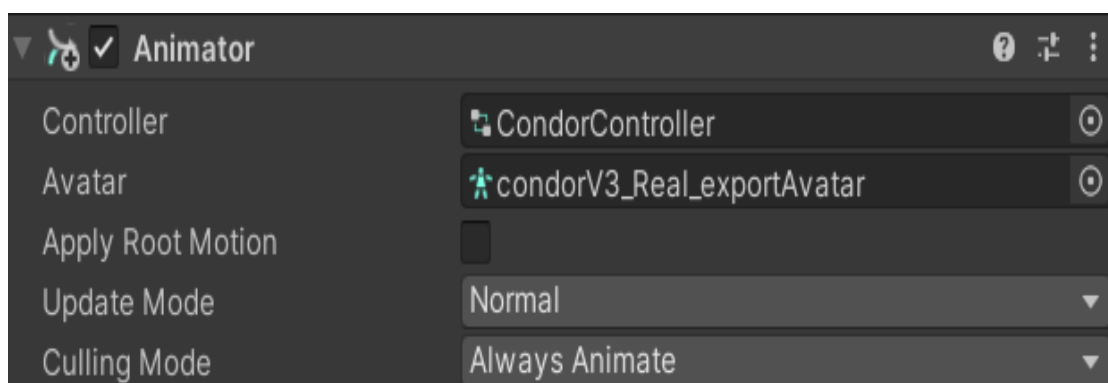 Animator
Controller CondorController
Avatar condorV3_Real_exportAvatar
Apply Root Motion
Update Mode Normal
Culling Mode Always Animate